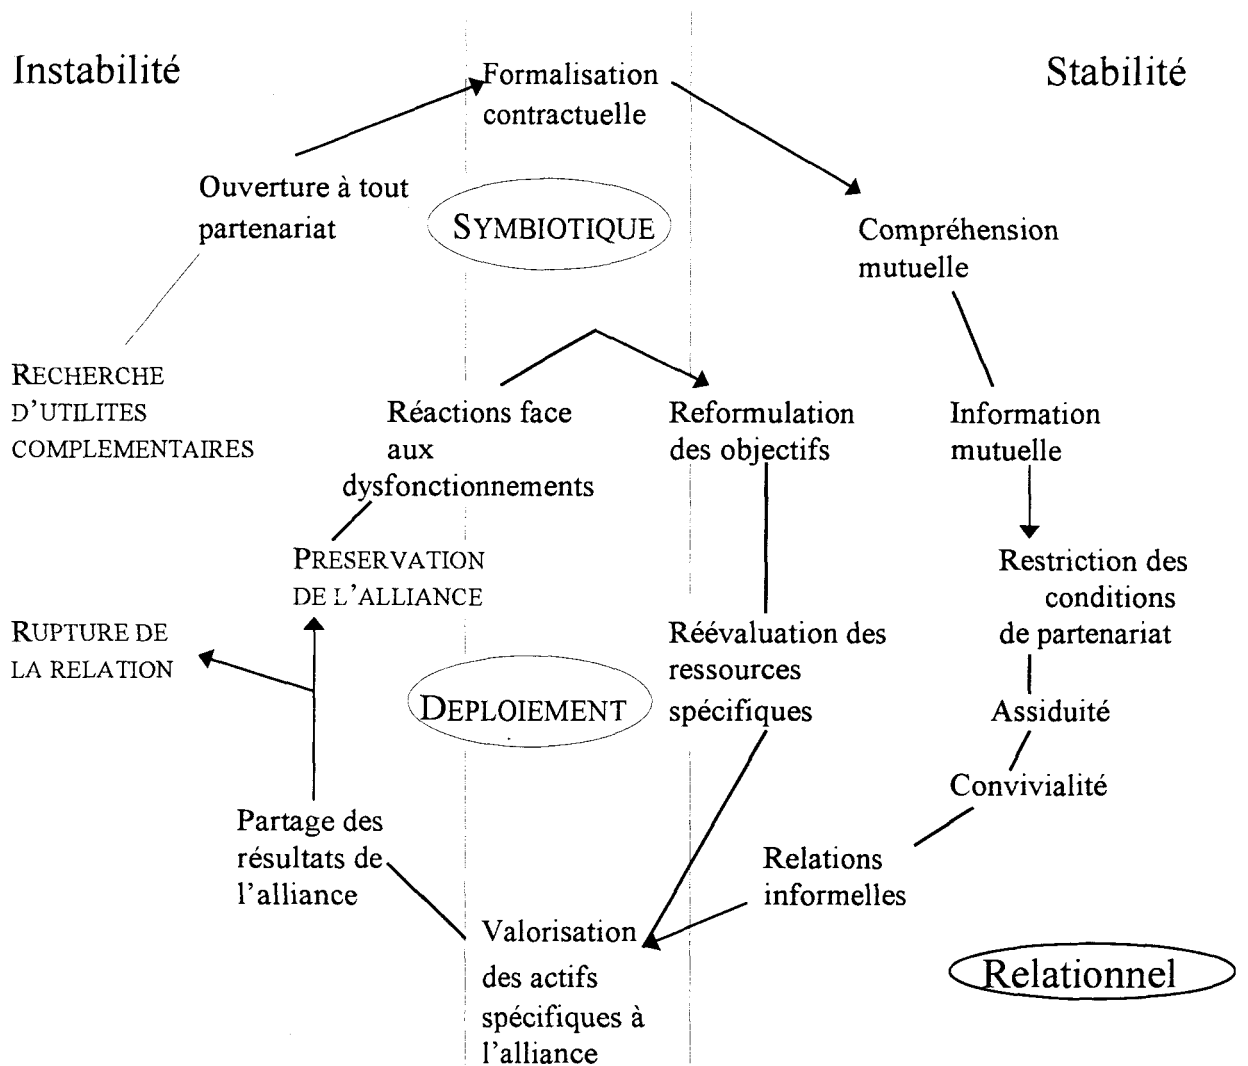 Instabilité
Stabilité
Formalisation
contractuelle
Ouverture à tout
partenariat
SYMBIOTIQUE
Compréhension
mutuelle
RECHERCHE
D'UTILITES
COMPLEMENTAIRES
Réactions face
aux
dysfonctionnements
Reformulation
des objectifs
Information
mutuelle
PRESERVATION
DE L'ALLIANCE
Restriction des
conditions
de partenariat
RUPTURE DE
LA RELATION
Réévaluation des
ressources
spécifiques
DEPLOIEMENT
Assiduité
Convivialité
Partage des
résultats de
l'alliance
Relations
informelles
Valorisation
des actifs
spécifiques à
l'alliance
Relationnel